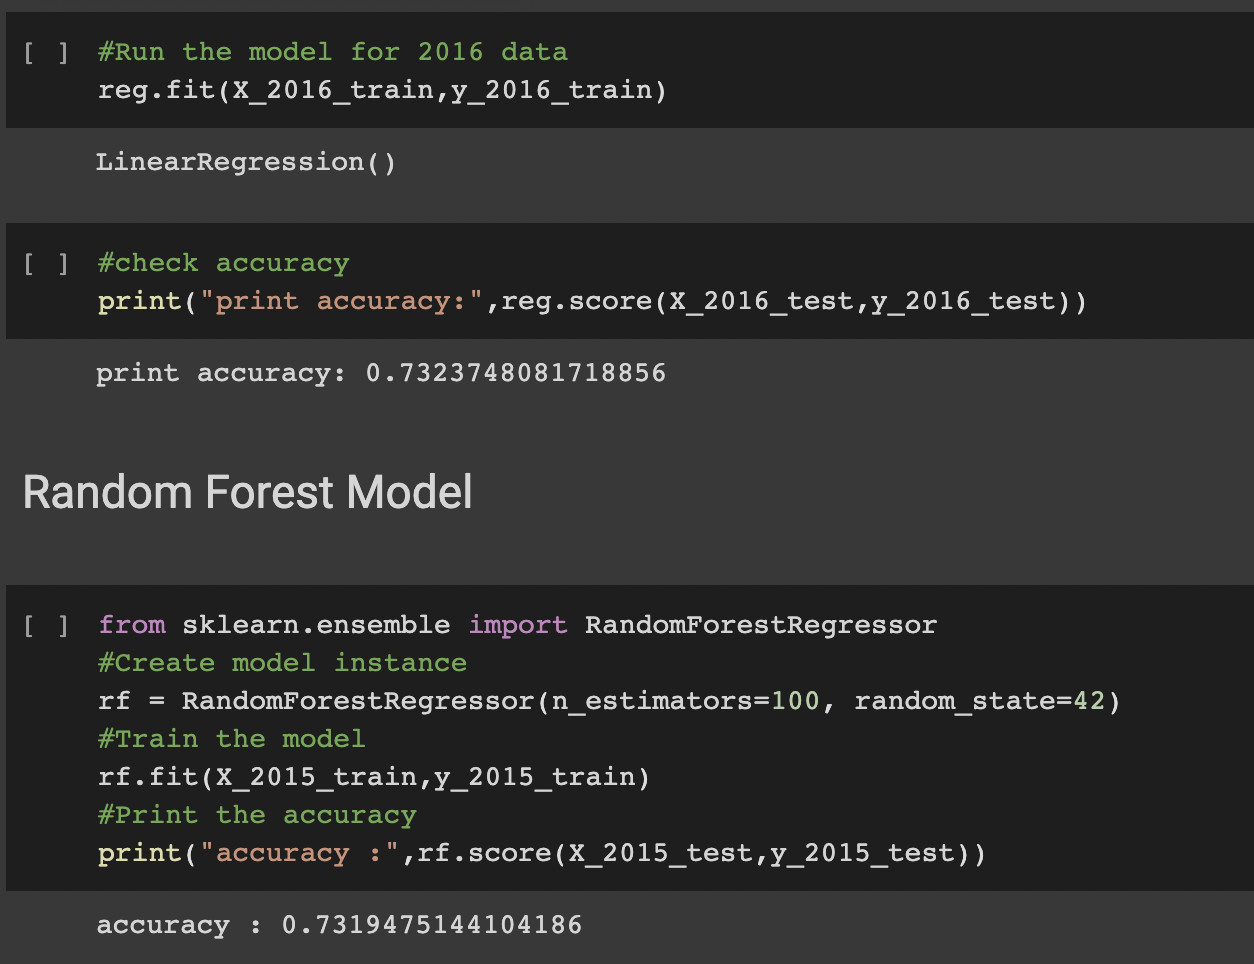 [ ] #Run the model for 2016 data
reg.fit(X_2016_train,y_2016_train)
LinearRegression()
[ ] #check accuracy
print("print accuracy:",reg.score(X_2016_test,y_2016_test))
print accuracy: 0.7323748081718856
Random Forest Model
[ ] from sklearn.ensemble import RandomForestRegressor
#Create model instance
rf = RandomForestRegressor(n_estimators=100, random_state=42)
#Train the model
rf.fit(X_2015_train,y_2015_train)
#Print the accuracy
print("accuracy :",rf.score(X_2015_test,y_2015_test))
accuracy : 0.7319475144104186